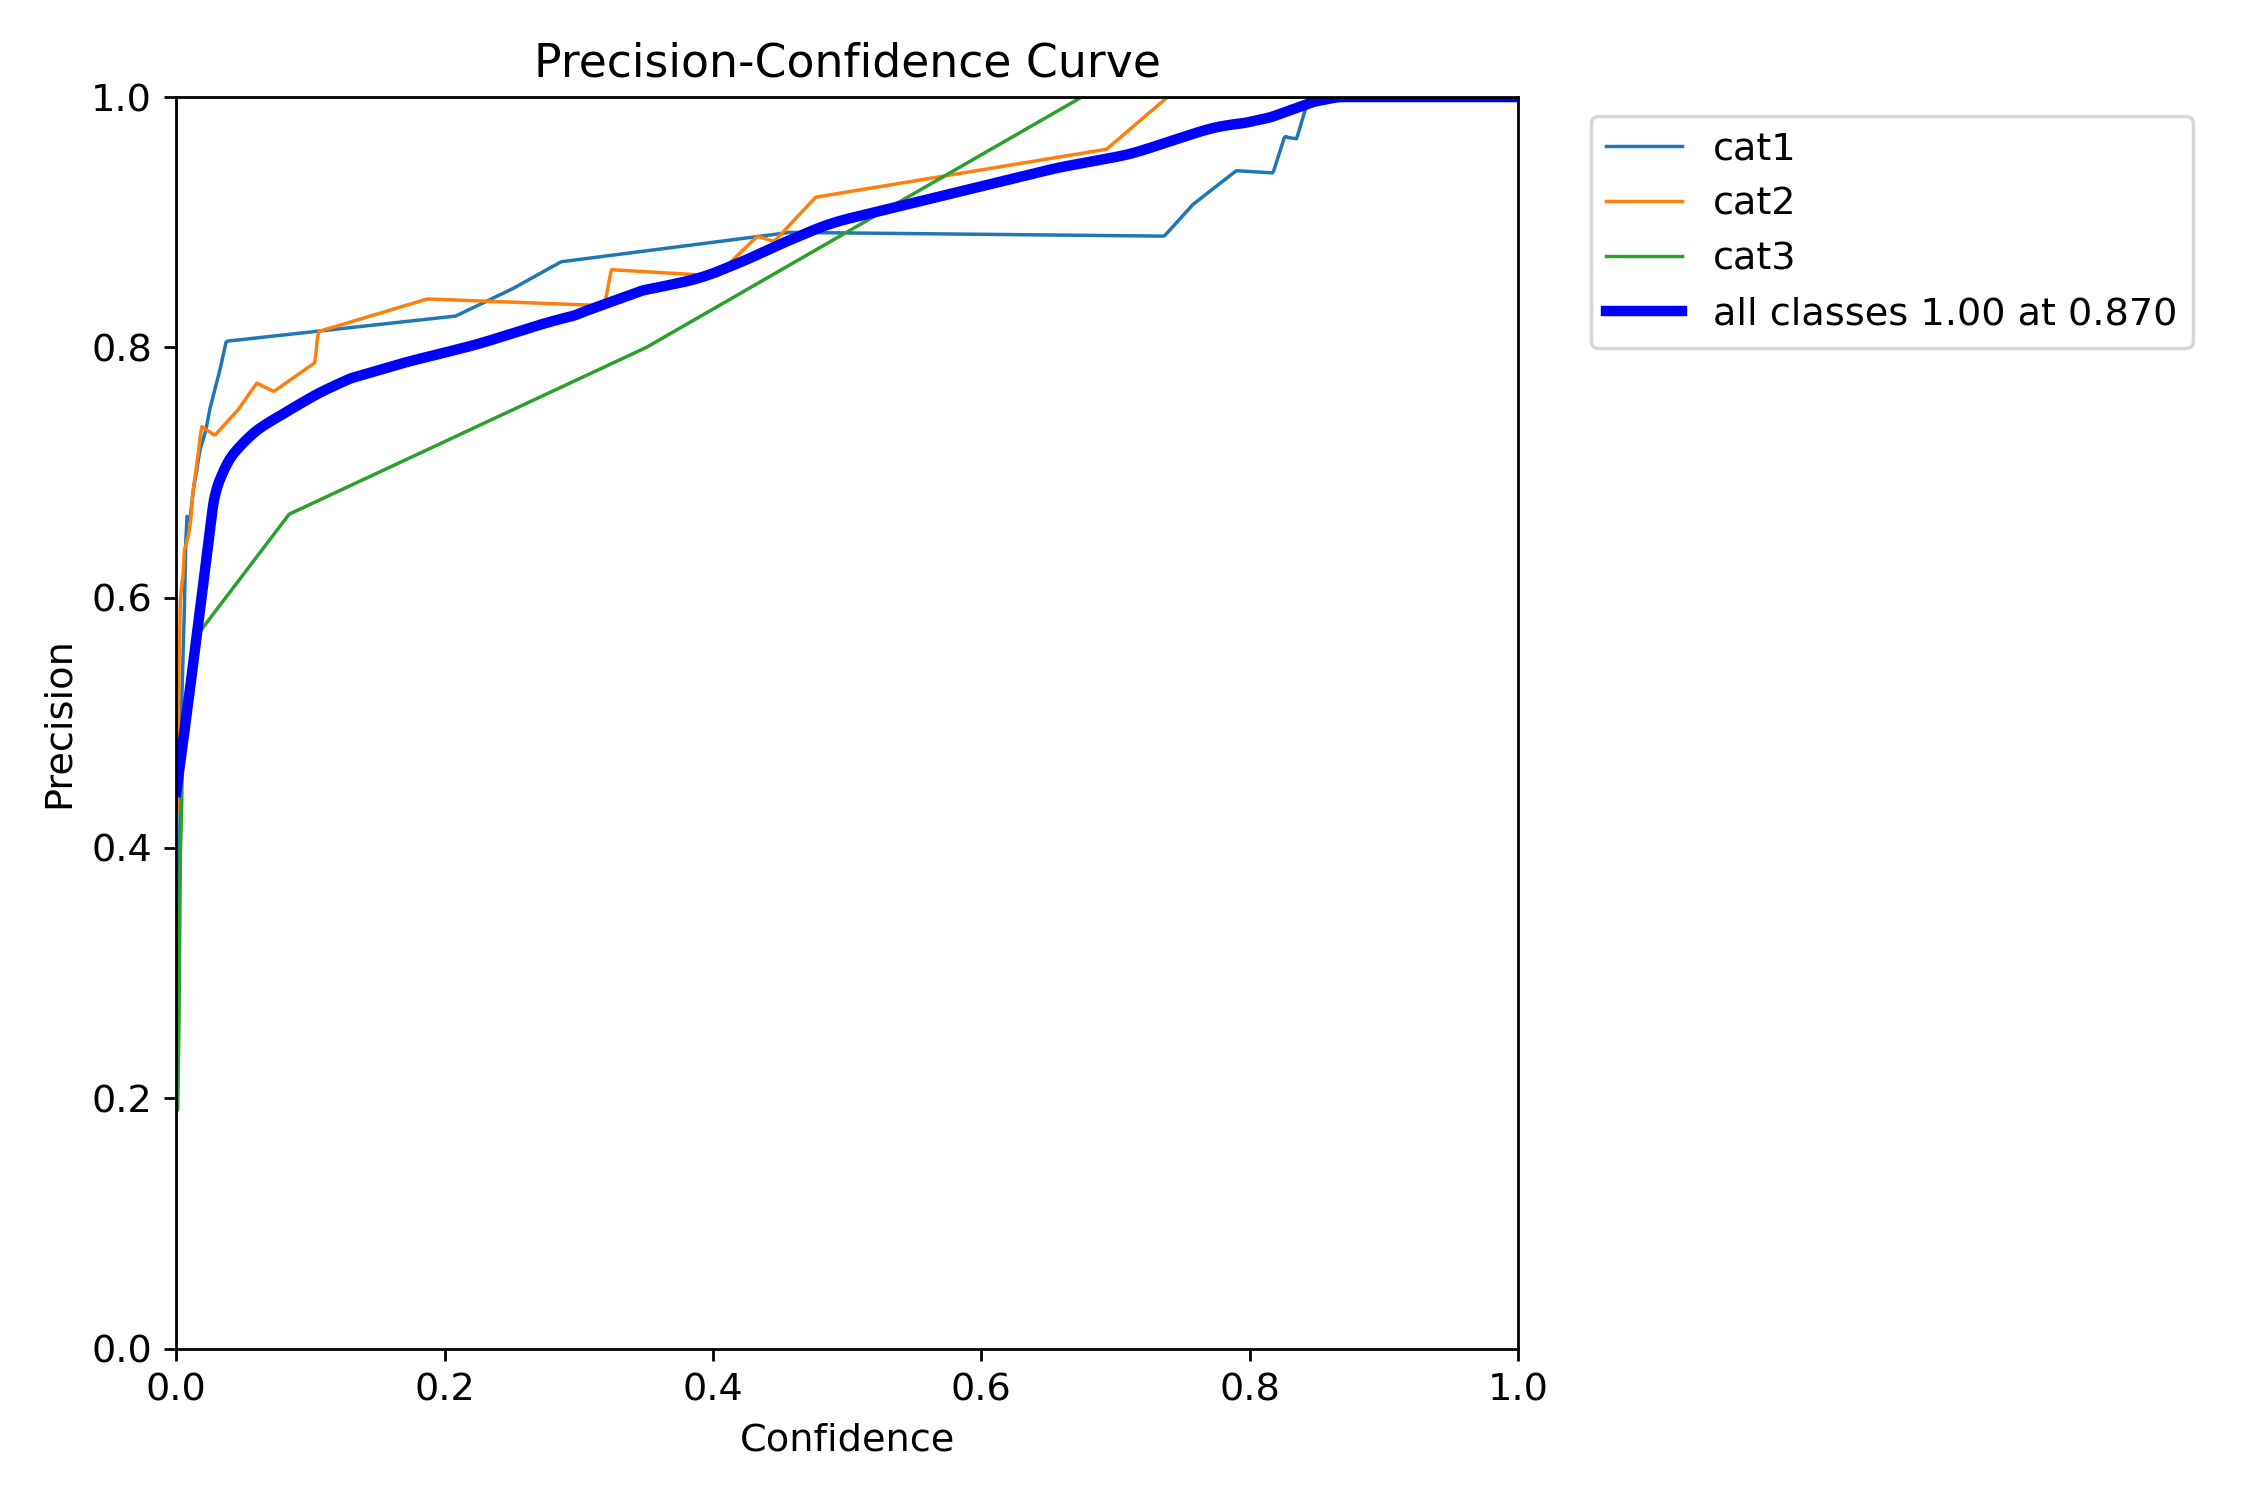 Precision-Confidence Curve
1.0
0.8
0.6
0.4
0.2
0.0
Precision
0.0 0.2 0.4 0.6 0.8 1.0
Confidence
cat1
cat2
cat3
all classes 1.00 at 0.870